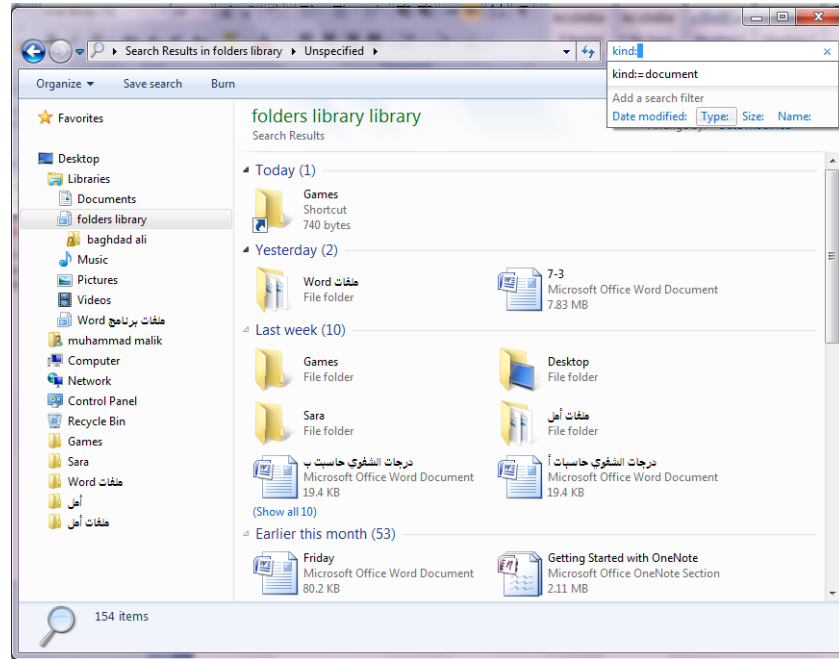 Search Results in folders library ▸ Unspecified ▸
kind:
kind:=document
Add a search filter
Date modified: Type: Size: Name:
Organize Save search Burn
Favorites
Desktop
Libraries
Documents
folders library
baghdad ali
Music
Pictures
Videos
ملفات برنامج Word
muhammad malik
Computer
Network
Control Panel
Recycle Bin
Games
Sara
ملفات Word
أمل
ملفات أمل
folders library library
Search Results
Today (1)
Games
Shortcut
740 bytes
Yesterday (2)
ملفات Word
File folder
7-3
Microsoft Office Word Document
7.83 MB
Last week (10)
Games
File folder
Desktop
File folder
Sara
File folder
ملفات أمل
File folder
درجات الشفوي حاسبت ب
Microsoft Office Word Document
19.4 KB
درجات الشفوي حاسبات أ
Microsoft Office Word Document
19.4 KB
(Show all 10)
Earlier this month (53)
Friday
Microsoft Office Word Document
80.2 KB
Getting Started with OneNote
Microsoft Office OneNote Section
2.11 MB
154 items